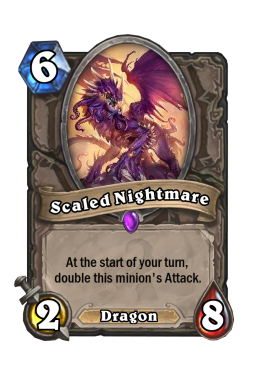 6
Scaled Nightmare
At the start of your turn,
double this minion's Attack.
2
Dragon
8